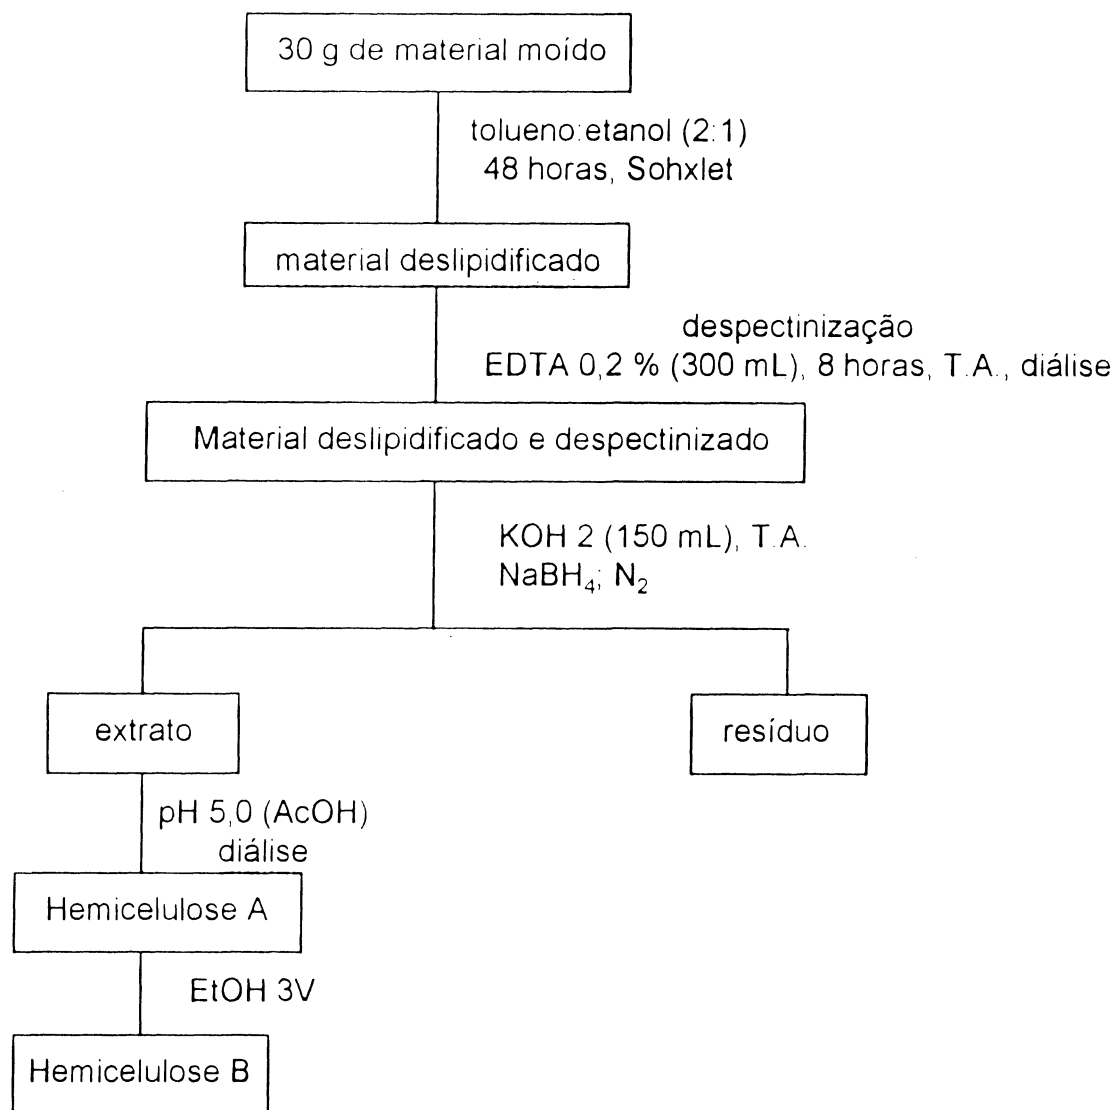 30 g de material moído
tolueno:etanol (2:1)
48 horas, Sohxlet
material deslipidificado
despectinização
EDTA 0,2 % (300 mL), 8 horas, T.A., diálise
Material deslipidificado e despectinizado
KOH 2 (150 mL), T.A.
NaBH₄; N₂
extrato
resíduo
pH 5,0 (AcOH)
diálise
Hemicelulose A
EtOH 3V
Hemicelulose B